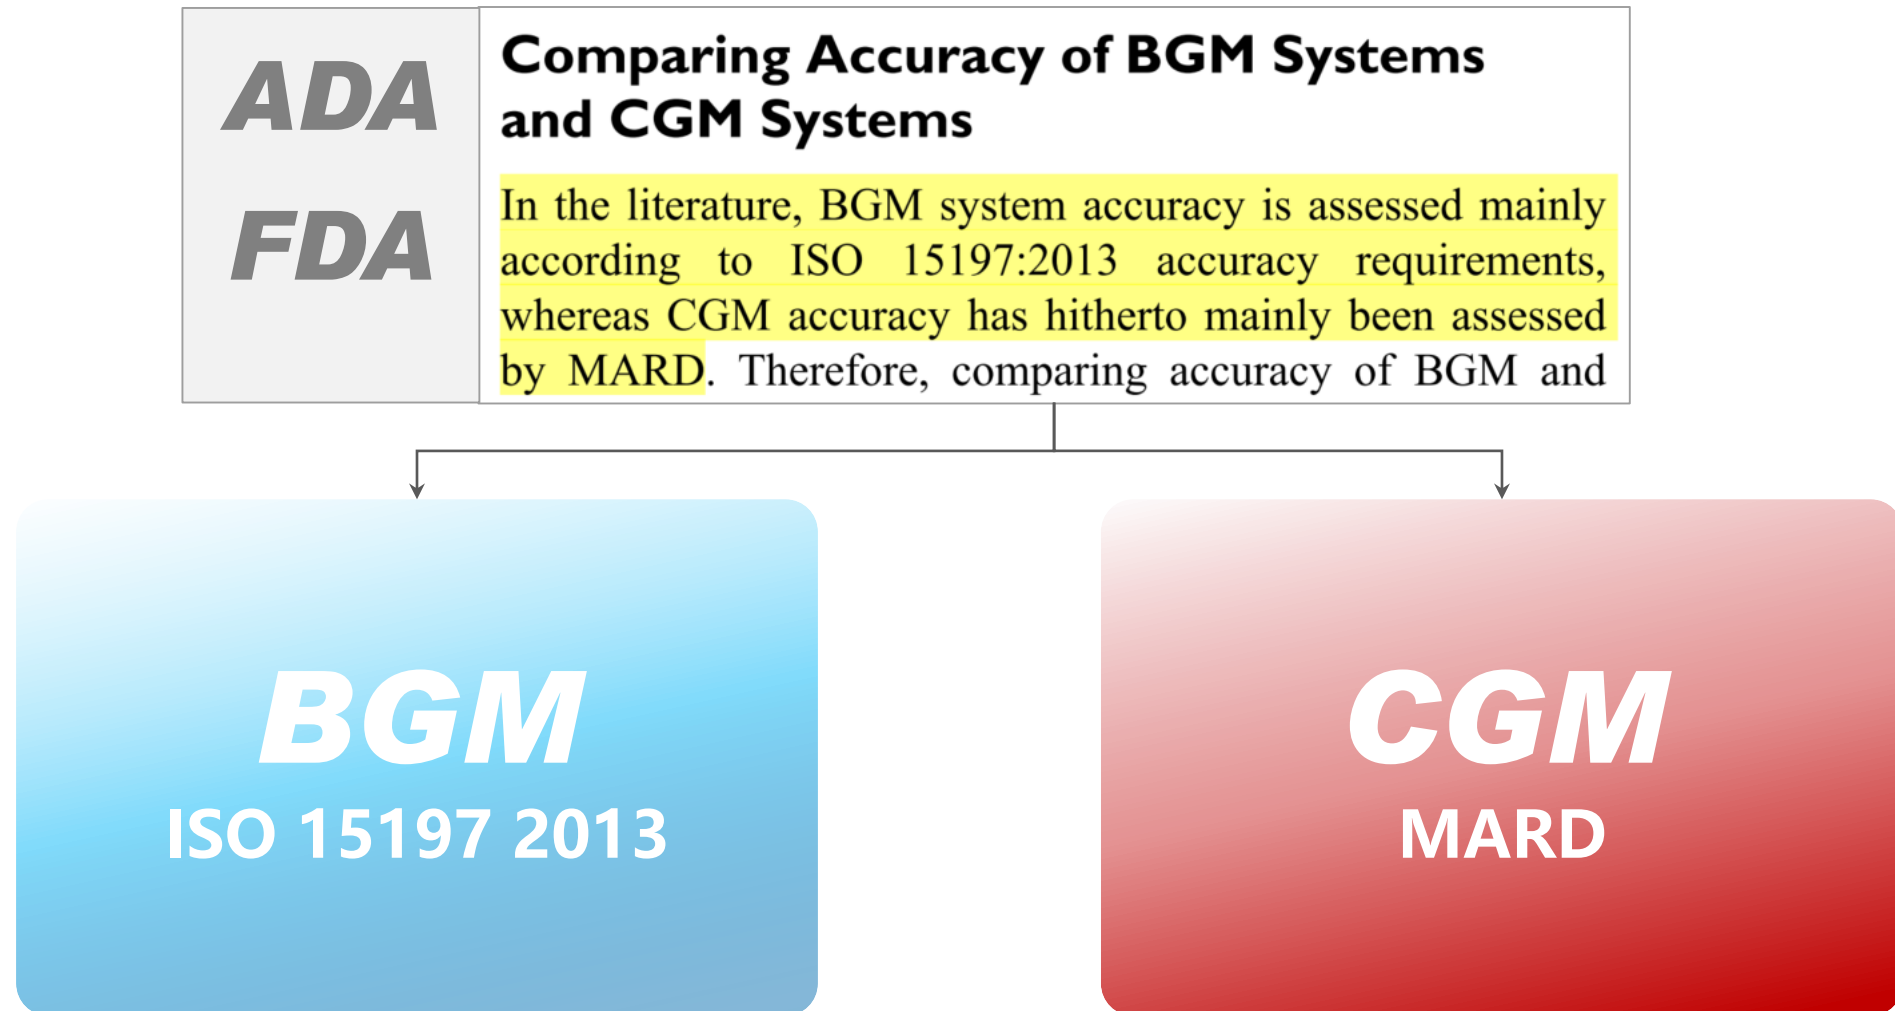 ADA
FDA
Comparing Accuracy of BGM Systems
and CGM Systems
In the literature, BGM system accuracy is assessed mainly
according to ISO 15197:2013 accuracy requirements,
whereas CGM accuracy has hitherto mainly been assessed
by MARD. Therefore, comparing accuracy of BGM and
BGM
ISO 15197 2013
CGM
MARD